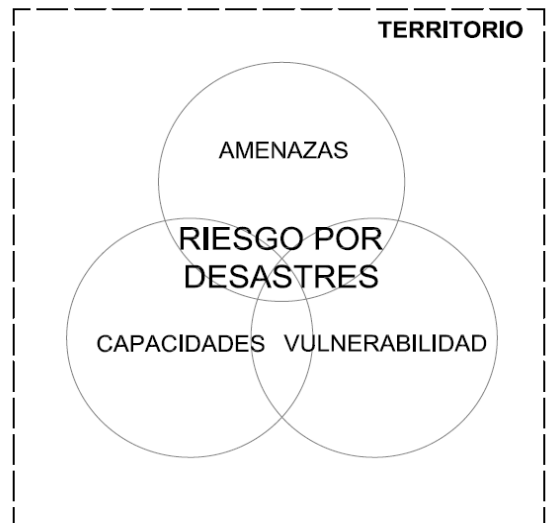 TERRITORIO
AMENAZAS
RIESGO POR
DESASTRES
CAPACIDADES
VULNERABILIDAD